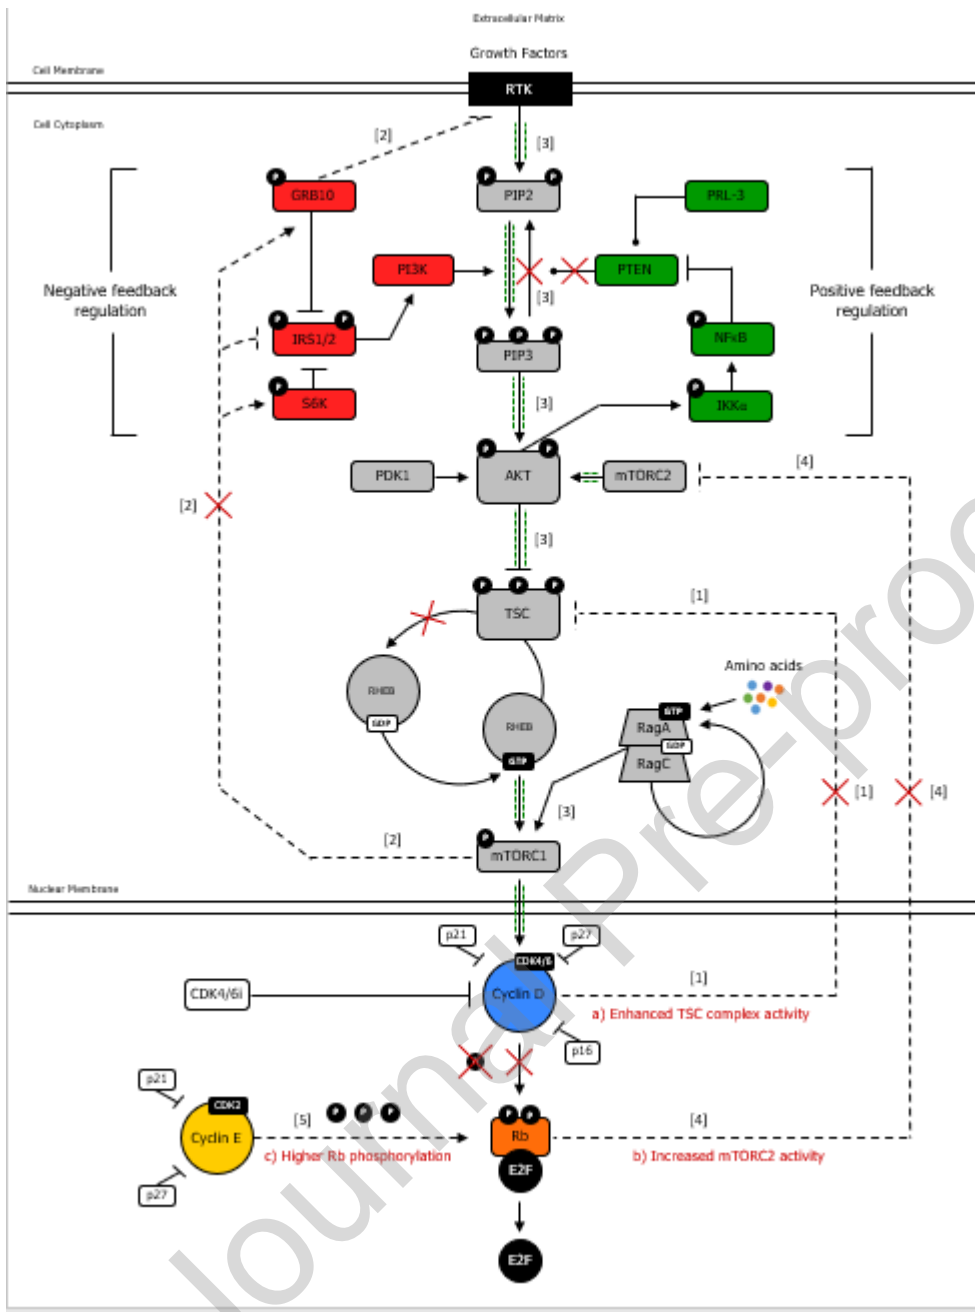 Extracellular Matrix
Growth Factors
Cell Membrane
RTK
Cell Cytoplasm
[2]
[3]
P
P
P
GRB10
PIP2
PRL-3
PI3K
PTEN
Negative feedback
regulation
[3]
Positive feedback
regulation
P
P
P
P
P
P
IRS1/2
PIP3
NFκB
P
P
S6K
[3]
IKKα
P
P
[4]
PDK1
AKT
mTORC2
[2]
[3]
P
P
P
[1]
TSC
Amino acids
RHEB
GDP
RHEB
GTP
GTP
RagA
GDP
RagC
[1]
[4]
[3]
[2]
P
mTORC1
Nuclear Membrane
p21
p27
CDK4/6
CDK4/6i
Cyclin D
[1]
a) Enhanced TSC complex activity
p16
P
p21
CDK2
[5]
P
P
P
P
P
Cyclin E
Rb
[4]
c) Higher Rb phosphorylation
b) Increased mTORC2 activity
E2F
p27
E2F
Journal Pre-proo